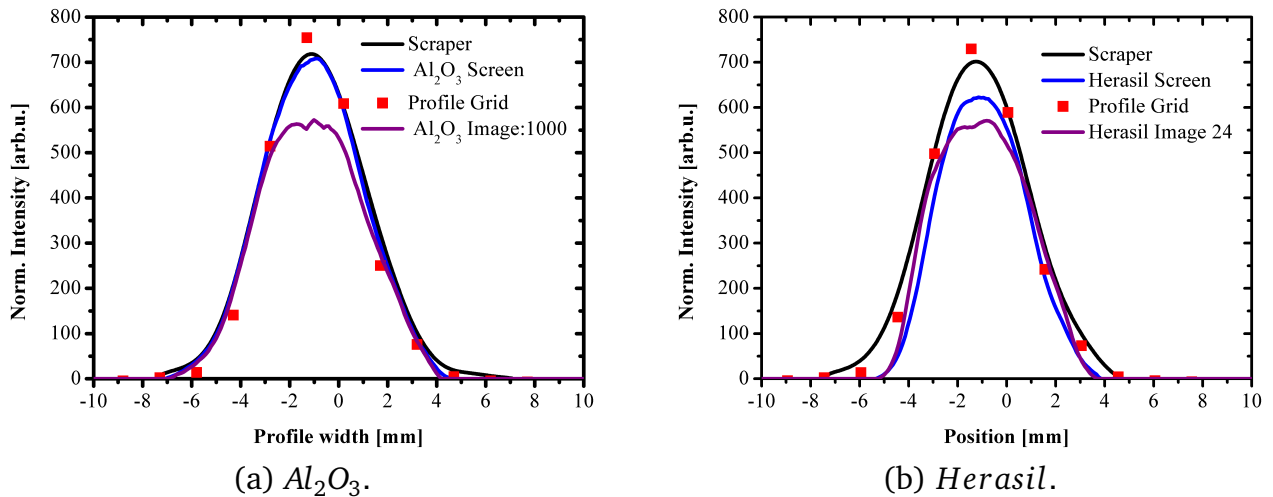 800
700
600
500
400
300
200
100
0
Norm. Intensity [arb.u.]
-10 -8 -6 -4 -2 0 2 4 6 8 10
Profile width [mm]
Scraper
Al₂O₃ Screen
Profile Grid
Al₂O₃ Image:1000
(a) Al₂O₃.
800
700
600
500
400
300
200
100
0
Norm. Intensity [arb.u.]
-10 -8 -6 -4 -2 0 2 4 6 8 10
Position [mm]
Scraper
Herasil Screen
Profile Grid
Herasil Image 24
(b) Herasil.